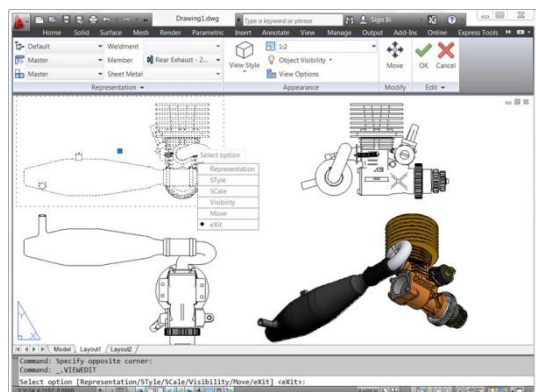 Drawing1.dwg
Type a keyword or phrase
Sign In
Home Solid Surface Mesh Render Parametric Insert Annotate View Manage Output Add-Ins Online Express Tools
Default
Weldment
Master
Member
Rear Exhaust - 2...
Master
Sheet Metal
Representation
View Style
1:2
Object Visibility
View Options
Appearance
Move
Modify
OK
Cancel
Edit
Select option
Representation
STyle
SCale
Visibility
Move
eXit
Y
X
Model Layout1 Layout2
Command: Specify opposite corner:
Command: _.VIEWEDIT
Select option [Representation/STyle/SCale/Visibility/Move/eXit] <eXit>:
PAPER